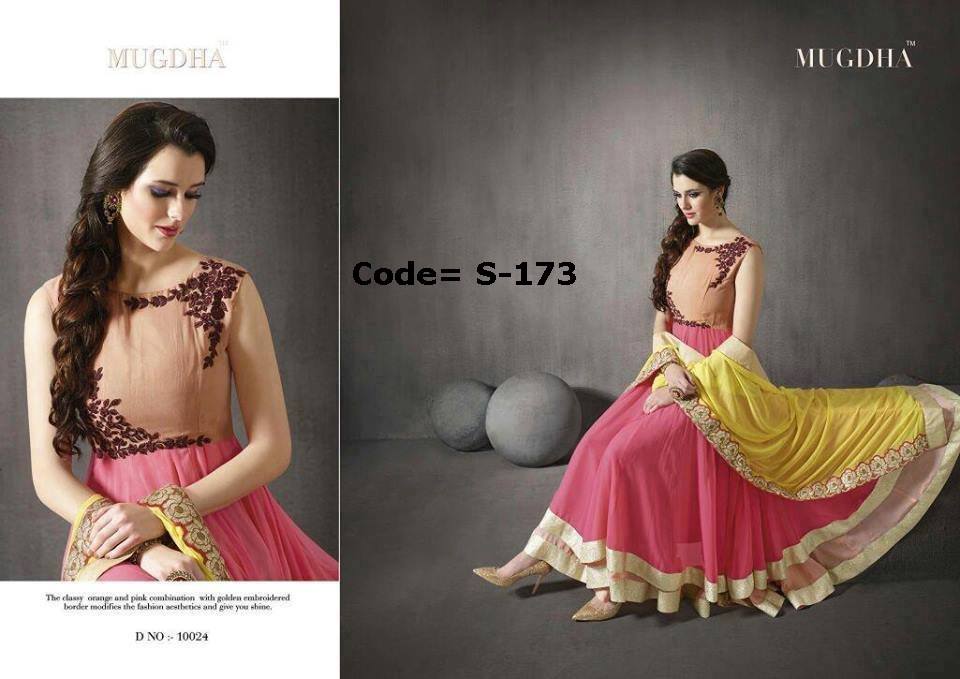 MUGDHA™
The classy orange and pink combination with golden embroidered
border modifies the fashion aesthetics and give you shine.
D NO :- 10024
MUGDHA™
Code= S-173